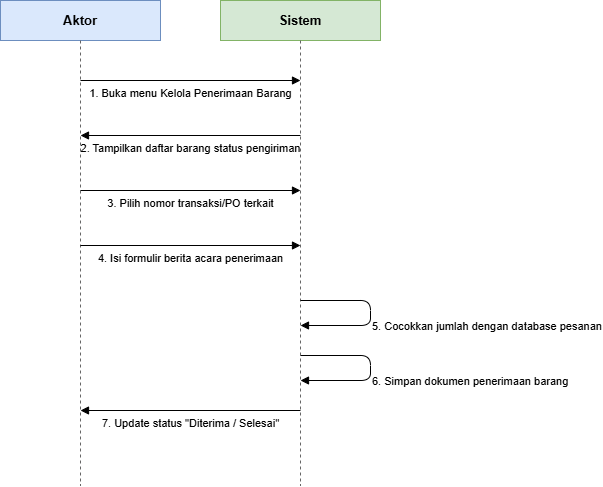 Aktor
Sistem
1. Buka menu Kelola Penerimaan Barang
2. Tampilkan daftar barang status pengiriman
3. Pilih nomor transaksi/PO terkait
4. Isi formulir berita acara penerimaan
5. Cocokkan jumlah dengan database pesanan
6. Simpan dokumen penerimaan barang
7. Update status "Diterima / Selesai"